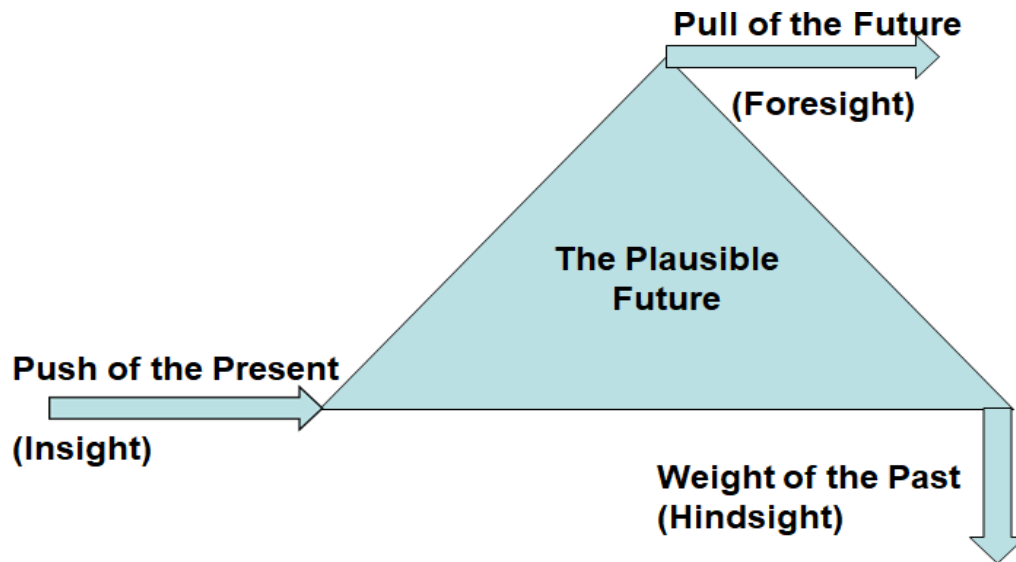 Pull of the Future
(Foresight)
The Plausible
Future
Push of the Present
(Insight)
Weight of the Past
(Hindsight)